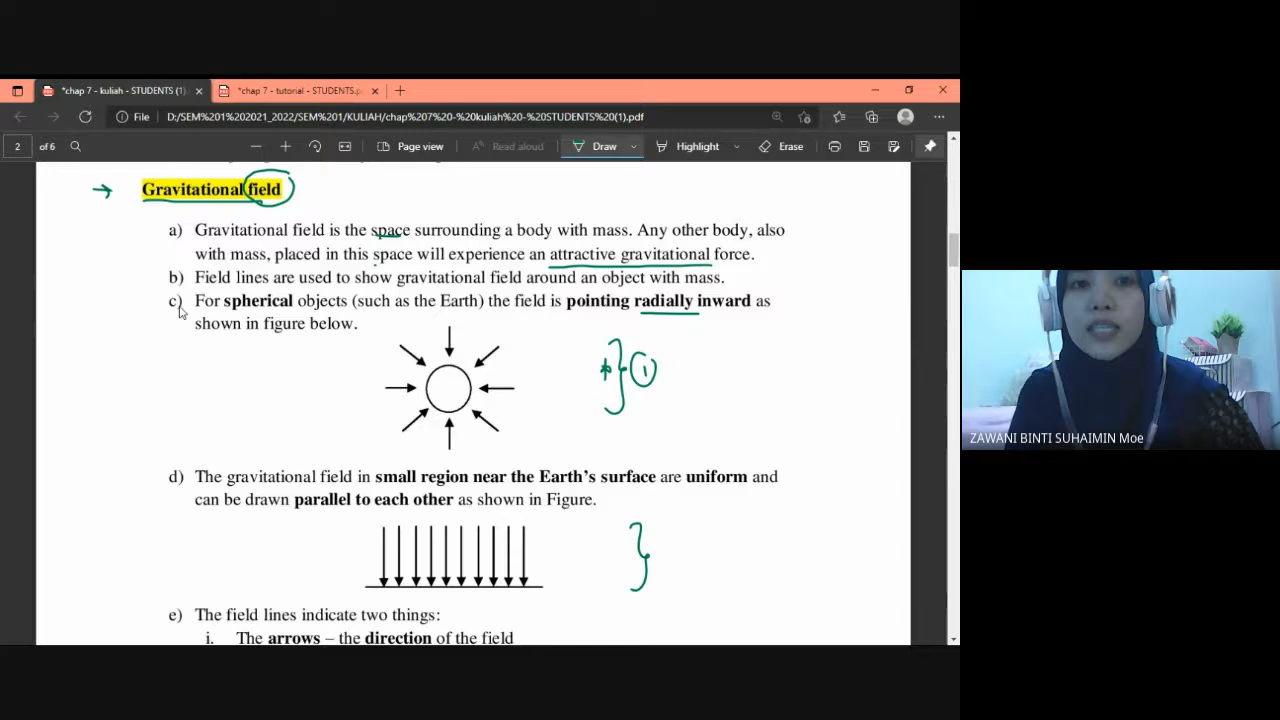 *chap 7 - kuliah - STUDENTS (1).
*chap 7 - tutorial - STUDENTS.p
File
D:/SEM%201%202021_2022/SEM%201/KULIAH/chap%207%20-%20kuliah%20-%20STUDENTS%20(1).pdf
2 of 6
Page view
Read aloud
Draw
Highlight
Erase
Gravitational field
a) Gravitational field is the space surrounding a body with mass. Any other body, also
with mass, placed in this space will experience an attractive gravitational force.
b) Field lines are used to show gravitational field around an object with mass.
c) For spherical objects (such as the Earth) the field is pointing radially inward as
shown in figure below.
1
d) The gravitational field in small region near the Earth's surface are uniform and
can be drawn parallel to each other as shown in Figure.
e) The field lines indicate two things:
i. The arrows – the direction of the field
ZAWANI BINTI SUHAIMIN Moe